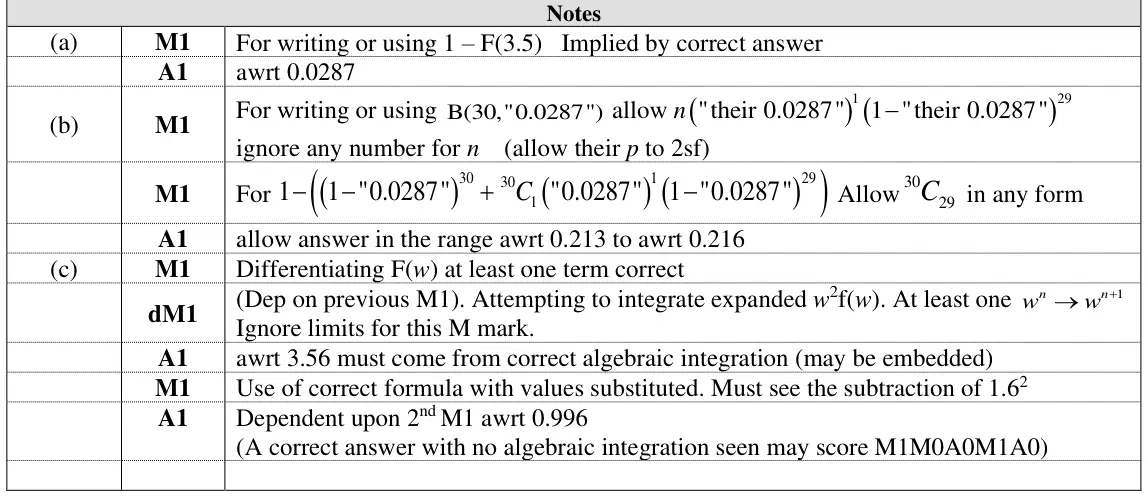 Notes
(a) M1 For writing or using 1 – F(3.5) Implied by correct answer
A1 awrt 0.0287
(b) M1 For writing or using B(30,"0.0287") allow n("their 0.0287")¹(1−"their 0.0287")²⁹
ignore any number for n (allow their p to 2sf)
M1 For 1−((1−"0.0287")³⁰ + ³⁰C₁("0.0287")¹(1−"0.0287")²⁹) Allow ³⁰C₂₉ in any form
A1 allow answer in the range awrt 0.213 to awrt 0.216
(c) M1 Differentiating F(w) at least one term correct
dM1 (Dep on previous M1). Attempting to integrate expanded w²f(w). At least one wⁿ → wⁿ⁺¹
Ignore limits for this M mark.
A1 awrt 3.56 must come from correct algebraic integration (may be embedded)
M1 Use of correct formula with values substituted. Must see the subtraction of 1.6²
A1 Dependent upon 2ⁿᵈ M1 awrt 0.996
(A correct answer with no algebraic integration seen may score M1M0A0M1A0)